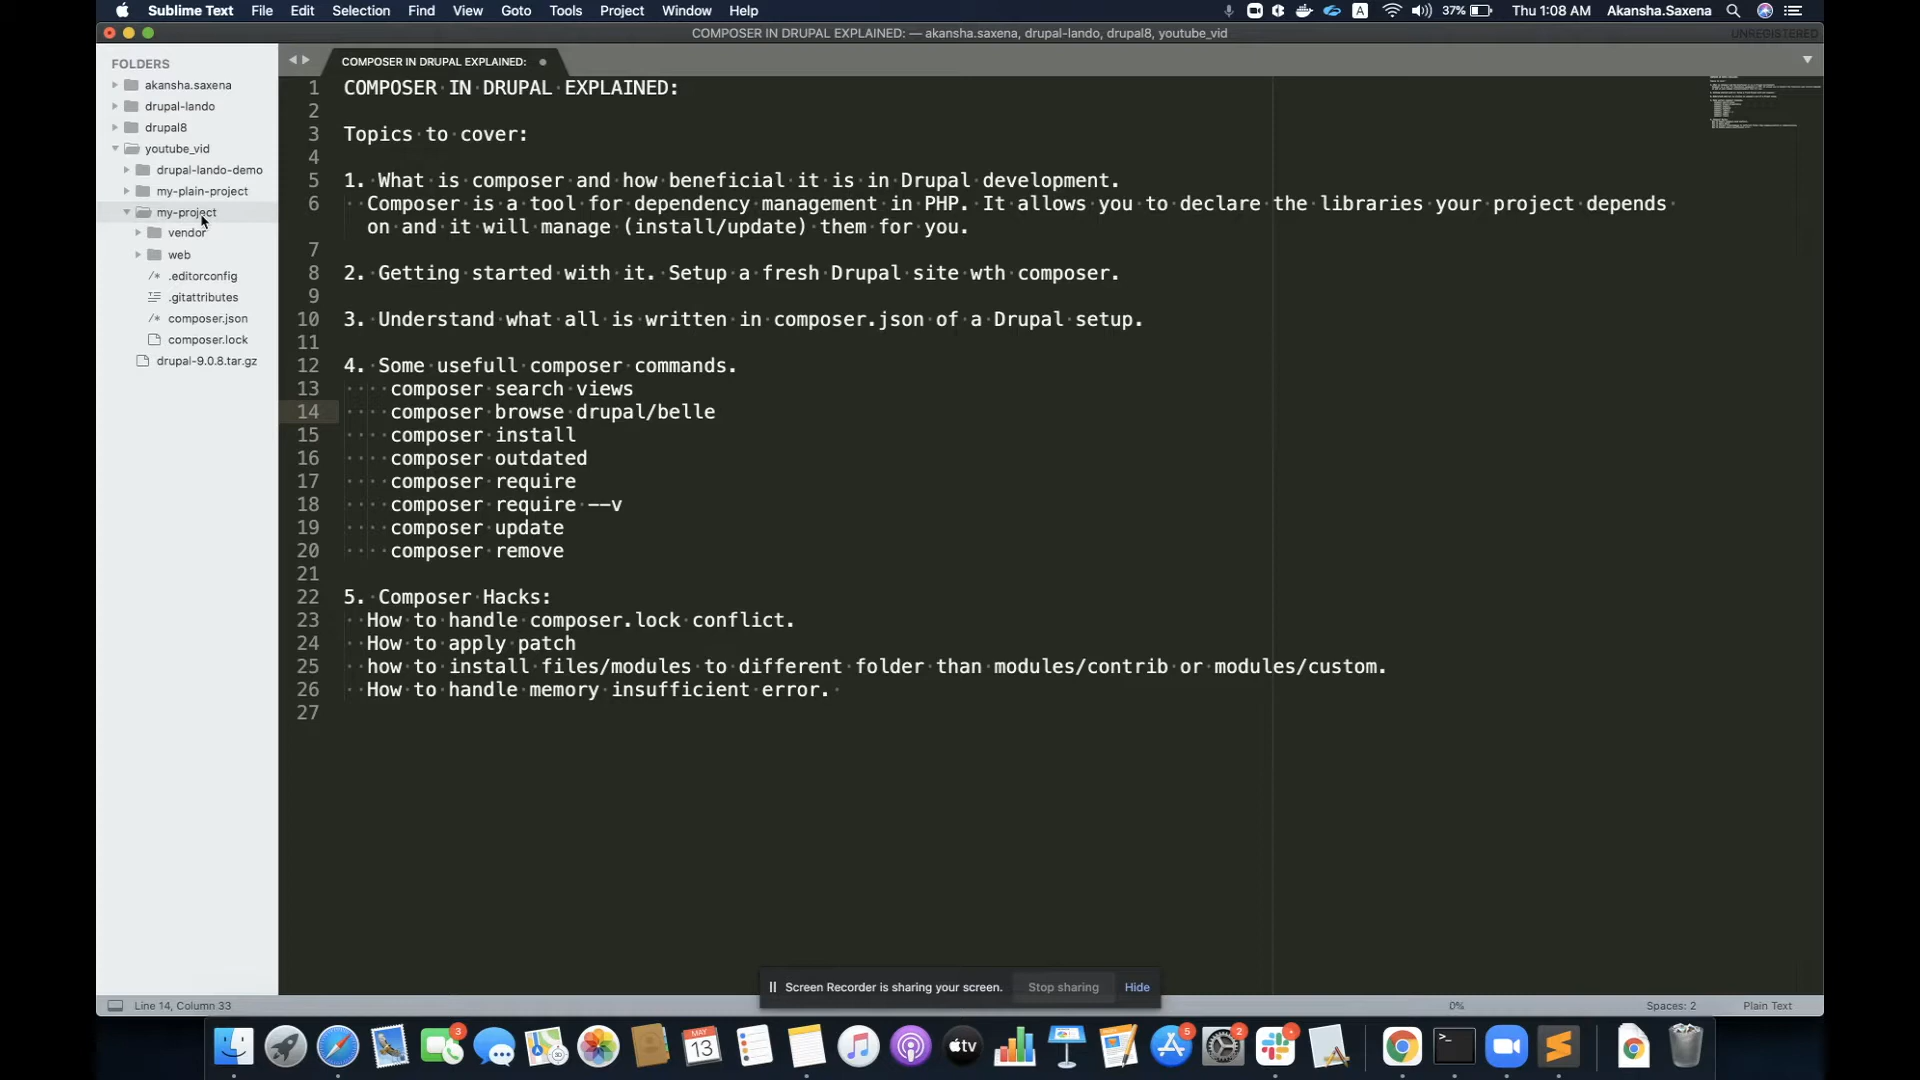 Sublime Text File Edit Selection Find View Goto Tools Project Window Help
37% Thu 1:08 AM Akansha.Saxena
COMPOSER IN DRUPAL EXPLAINED: — akansha.saxena, drupal-lando, drupal8, youtube_vid
UNREGISTERED
FOLDERS
akansha.saxena
drupal-lando
drupal8
youtube_vid
drupal-lando-demo
my-plain-project
my-project
vendor
web
.editorconfig
.gitattributes
composer.json
composer.lock
drupal-9.0.8.tar.gz
COMPOSER IN DRUPAL EXPLAINED:
1 COMPOSER IN DRUPAL EXPLAINED:
2
3 Topics to cover:
4
5 1. What is composer and how beneficial it is in Drupal development.
6 Composer is a tool for dependency management in PHP. It allows you to declare the libraries your project depends
on and it will manage (install/update) them for you.
7
8 2. Getting started with it. Setup a fresh Drupal site wth composer.
9
10 3. Understand what all is written in composer.json of a Drupal setup.
11
12 4. Some usefull composer commands.
13 composer search views
14 composer browse drupal/belle
15 composer install
16 composer outdated
17 composer require
18 composer require --v
19 composer update
20 composer remove
21
22 5. Composer Hacks:
23 How to handle composer.lock conflict.
24 How to apply patch
25 how to install files/modules to different folder than modules/contrib or modules/custom.
26 How to handle memory insufficient error.
27
Screen Recorder is sharing your screen. Stop sharing Hide
Line 14, Column 33
0%
Spaces: 2
Plain Text
3
MAY
13
tv
5
2